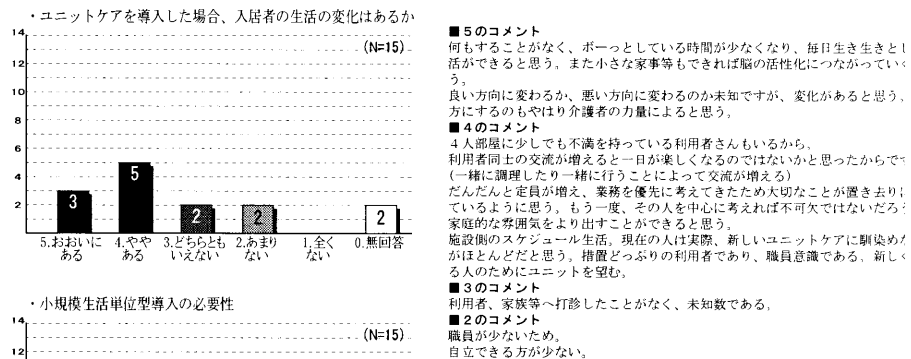 ・ユニットケアを導入した場合、入居者の生活の変化はあるか
14
(N=15)
12
10
8
6
4
2
3
5
2
2
2
5.おおいに ある
4.やや ある
3.どちらとも いえない
2.あまり ない
1.全く ない
0.無回答
・小規模生活単位型導入の必要性
14
(N=15)
12
■5のコメント
何もすることがなく、ボーっとしている時間が少なくなり、毎日生き生きとし
活ができると思う。また小さな家事等もできれば脳の活性化につながっていく
う。
良い方向に変わるか、悪い方向に変わるのか未知ですが、変化があると思う。
方にするのもやはり介護者の力量によると思う。
■4のコメント
4人部屋に少しでも不満を持っている利用者さんもいるから。
利用者同士の交流が増えると一日が楽しくなるのではないかと思ったからです
(一緒に調理したり一緒に行うことによって交流が増える)
だんだんと定員が増え、業務を優先に考えてきたため大切なことが置き去りに
ているように思う。もう一度、その人を中心に考えれば不可欠ではないだろう
家庭的な雰囲気をより出すことができると思う。
施設側のスケジュール生活。現在の人は実際、新しいユニットケアに馴染めな
がほとんどだと思う。措置どっぷりの利用者であり、職員意識である。新しく
る人のためにユニットを望む。
■3のコメント
利用者、家族等へ打診したことがなく、未知数である。
■2のコメント
職員が少ないため。
自立できる方が少ない。